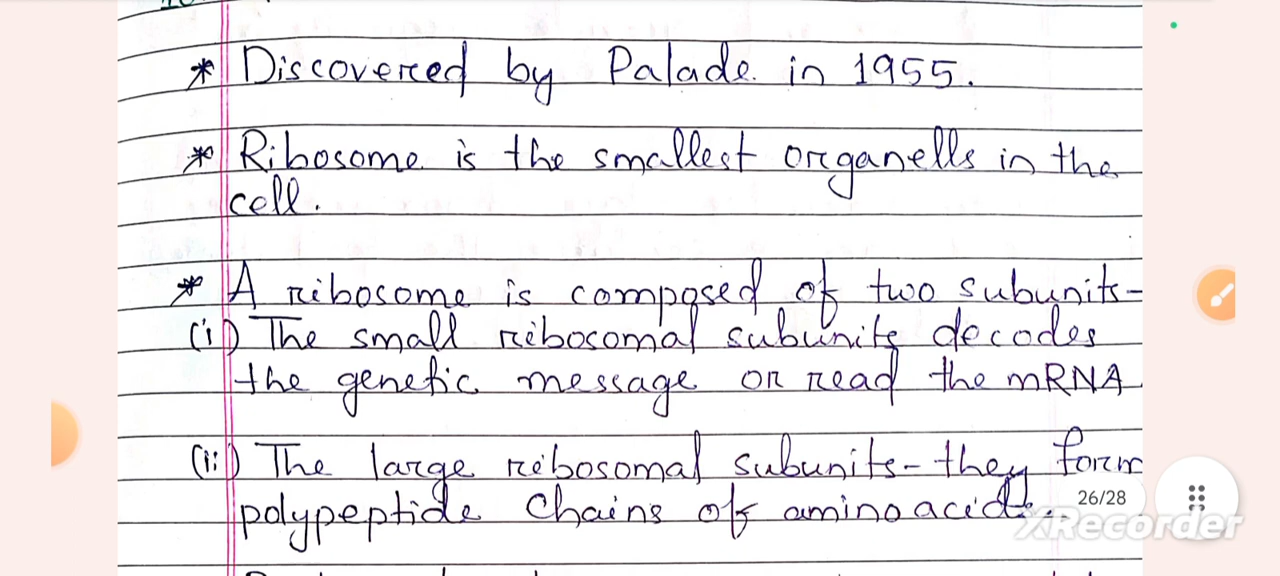 * Discovered by Palade in 1955.
* Ribosome is the smallest organells in the
cell.
* A ribosome is composed of two subunits-
(i) The small ribosomal subunits decodes
the genetic message or read the mRNA
(ii) The large ribosomal subunits-they form
polypeptide chains of amino acids.
26/28
XRecorder